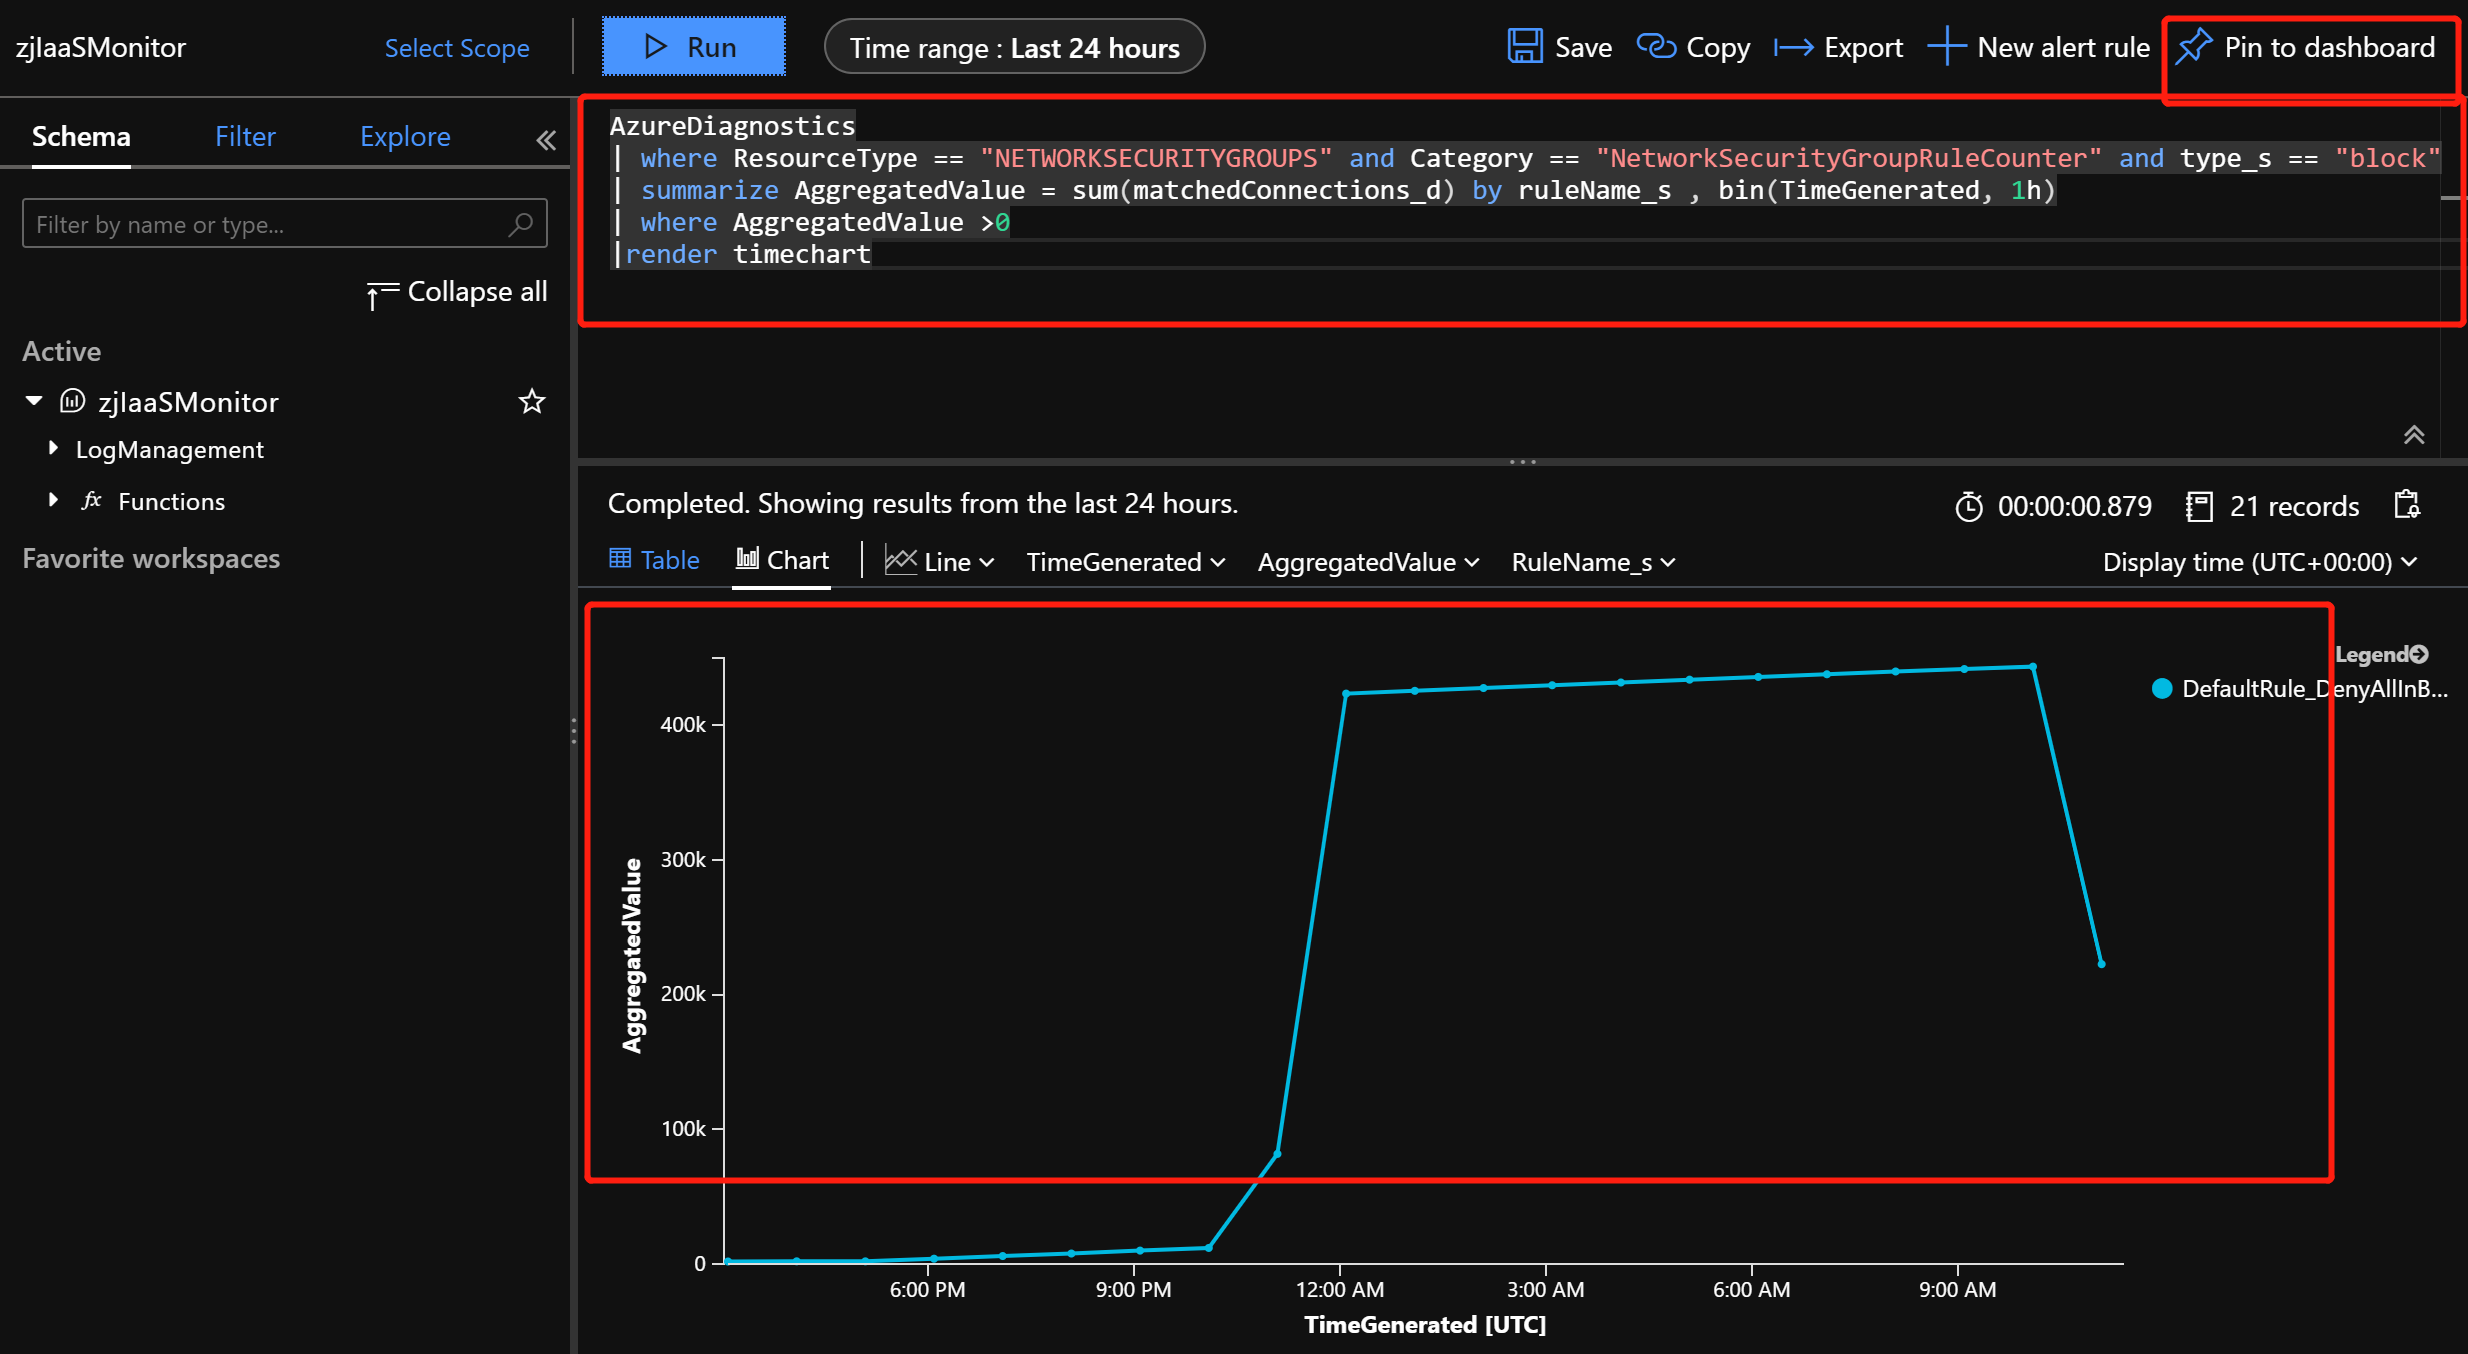 zjIaaSMonitor
Select Scope
Run
Time range : Last 24 hours
Save
Copy
Export
New alert rule
Pin to dashboard
Schema
Filter
Explore
Filter by name or type...
Collapse all
Active
zjIaaSMonitor
LogManagement
fx Functions
Favorite workspaces
AzureDiagnostics
| where ResourceType == "NETWORKSECURITYGROUPS" and Category == "NetworkSecurityGroupRuleCounter" and type_s == "block"
| summarize AggregatedValue = sum(matchedConnections_d) by ruleName_s , bin(TimeGenerated, 1h)
| where AggregatedValue >0
|render timechart
Completed. Showing results from the last 24 hours.
00:00:00.879
21 records
Table
Chart
Line
TimeGenerated
AggregatedValue
RuleName_s
Display time (UTC+00:00)
Legend
DefaultRule_DenyAllInB...
AggregatedValue
400k
300k
200k
100k
0
6:00 PM
9:00 PM
12:00 AM
3:00 AM
6:00 AM
9:00 AM
TimeGenerated [UTC]